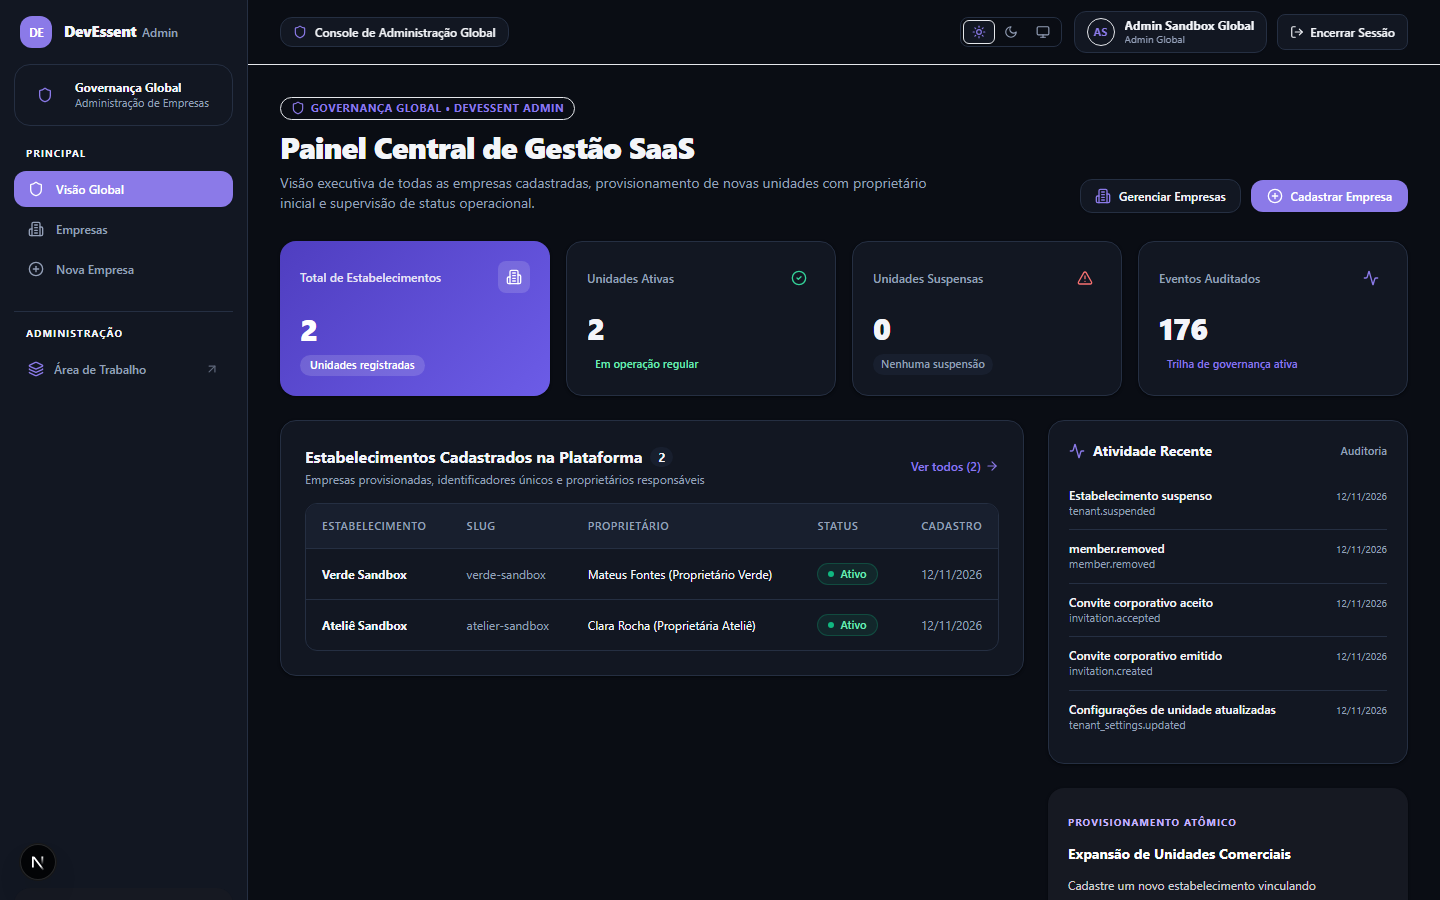 DE DevEssent Admin
Governança Global
Administração de Empresas
PRINCIPAL
Visão Global
Empresas
Nova Empresa
ADMINISTRAÇÃO
Área de Trabalho
N
Console de Administração Global
AS
Admin Sandbox Global
Admin Global
Encerrar Sessão
GOVERNANÇA GLOBAL • DEVESSENT ADMIN
Painel Central de Gestão SaaS
Visão executiva de todas as empresas cadastradas, provisionamento de novas unidades com proprietário
inicial e supervisão de status operacional.
Gerenciar Empresas
Cadastrar Empresa
Total de Estabelecimentos
2
Unidades registradas
Unidades Ativas
2
Em operação regular
Unidades Suspensas
0
Nenhuma suspensão
Eventos Auditados
176
Trilha de governança ativa
Estabelecimentos Cadastrados na Plataforma 2
Empresas provisionadas, identificadores únicos e proprietários responsáveis
Ver todos (2)
ESTABELECIMENTO SLUG PROPRIETÁRIO STATUS CADASTRO
Verde Sandbox verde-sandbox Mateus Fontes (Proprietário Verde) Ativo 12/11/2026
Ateliê Sandbox atelier-sandbox Clara Rocha (Proprietária Ateliê) Ativo 12/11/2026
Atividade Recente Auditoria
Estabelecimento suspenso 12/11/2026
tenant.suspended
member.removed 12/11/2026
member.removed
Convite corporativo aceito 12/11/2026
invitation.accepted
Convite corporativo emitido 12/11/2026
invitation.created
Configurações de unidade atualizadas 12/11/2026
tenant_settings.updated
PROVISIONAMENTO ATÔMICO
Expansão de Unidades Comerciais
Cadastre um novo estabelecimento vinculando